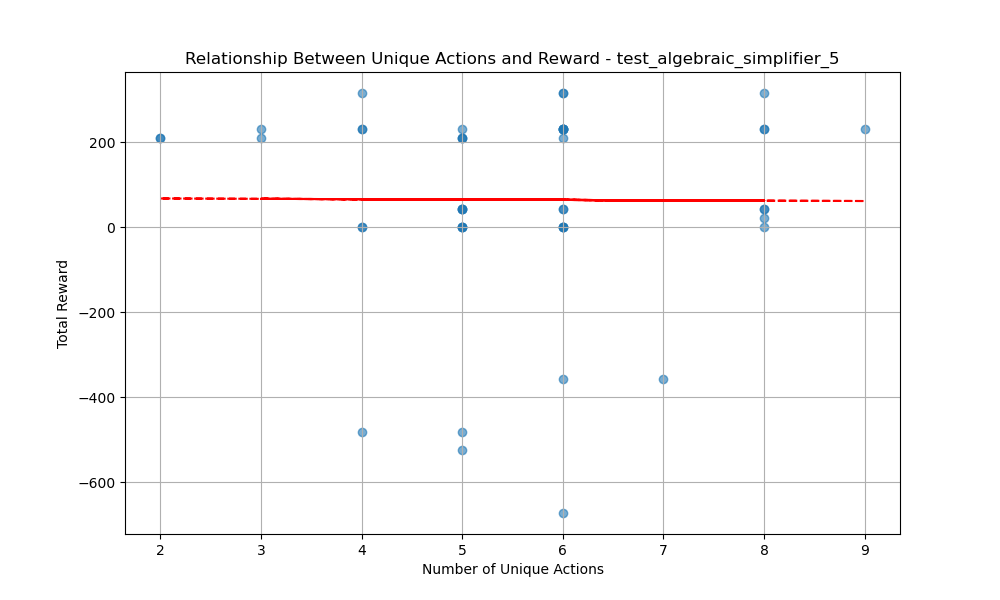 Relationship Between Unique Actions and Reward - test_algebraic_simplifier_5
200
0
−200
−400
−600
Total Reward
2 3 4 5 6 7 8 9
Number of Unique Actions